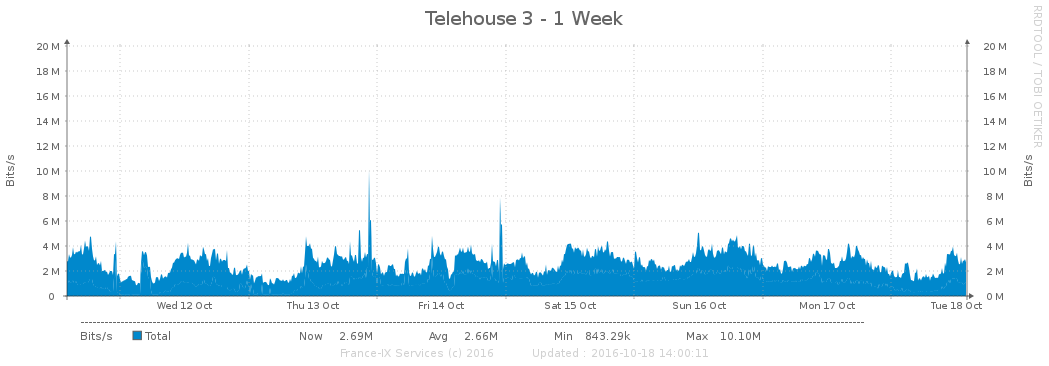 Telehouse 3 - 1 Week
RRDTOOL / TOBI OETIKER
Bits/s
Bits/s
20 M 20 M
18 M 18 M
16 M 16 M
14 M 14 M
12 M 12 M
10 M 10 M
8 M 8 M
6 M 6 M
4 M 4 M
2 M 2 M
0 0 M
Wed 12 Oct Thu 13 Oct Fri 14 Oct Sat 15 Oct Sun 16 Oct Mon 17 Oct Tue 18 Oct
Bits/s Total Now 2.69M Avg 2.66M Min 843.29k Max 10.10M
France-IX Services (c) 2016 Updated : 2016-10-18 14:00:11